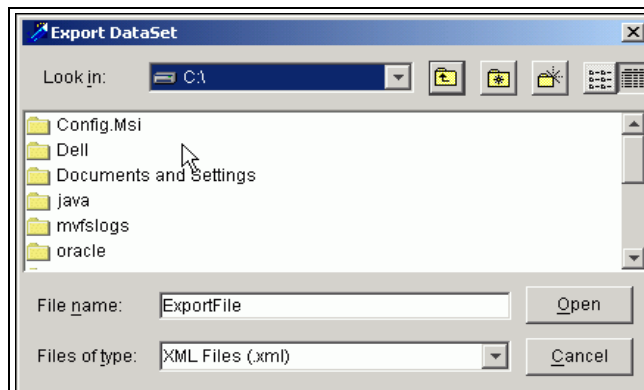 Export DataSet
Look in: C:\
Config.Msi
Dell
Documents and Settings
java
mvfslogs
oracle
File name: ExportFile Open
Files of type: XML Files (.xml) Cancel